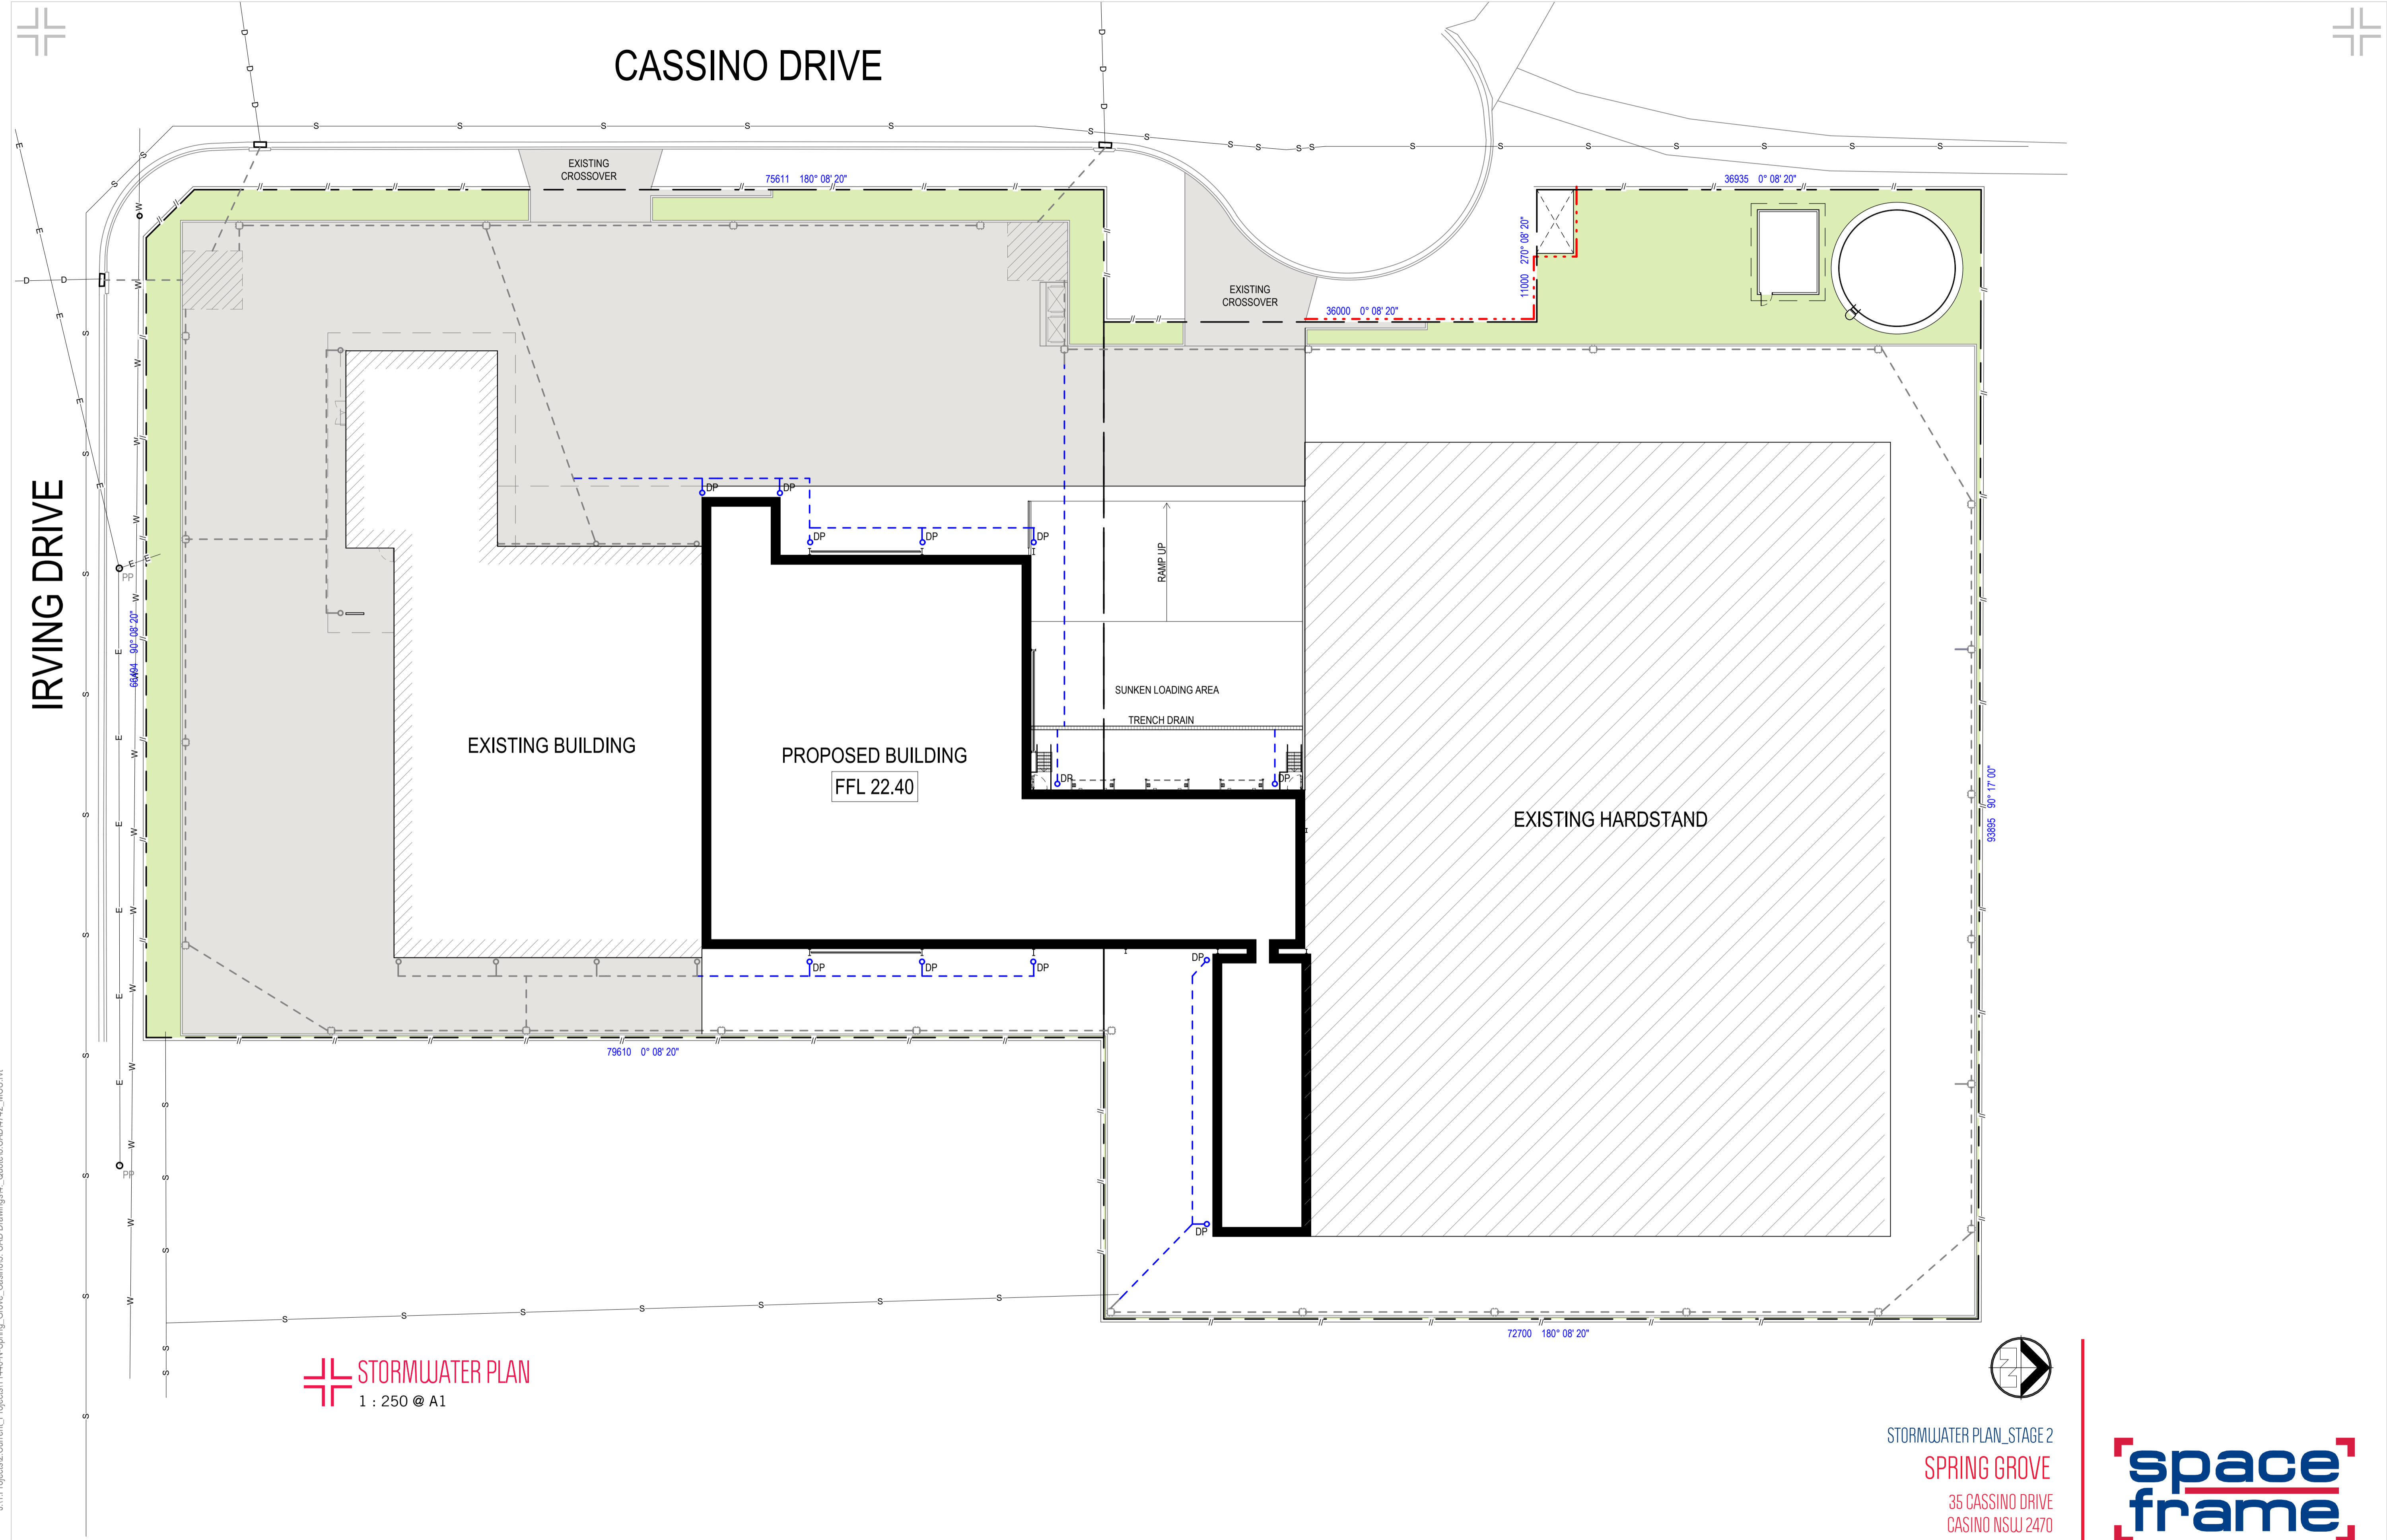 CASSINO DRIVE
EXISTING
CROSSOVER
75611 180° 08' 20"
36935 0° 08' 20"
11000 270° 08' 20"
EXISTING
CROSSOVER
36000 0° 08' 20"
IRVING DRIVE
DP
DP
DP
DP
DP
RAMP UP
PP
90° 08' 20"
SUNKEN LOADING AREA
TRENCH DRAIN
EXISTING BUILDING
PROPOSED BUILDING
FFL 22.40
DP
DP
EXISTING HARDSTAND
93895 90° 17' 00"
DP
DP
DP
DP
79610 0° 08' 20"
PP
DP
72700 180° 08' 20"
STORMWATER PLAN
1 : 250 @ A1
STORMWATER PLAN_STAGE 2
SPRING GROVE
35 CASSINO DRIVE
CASINO NSW 2470
space
frame